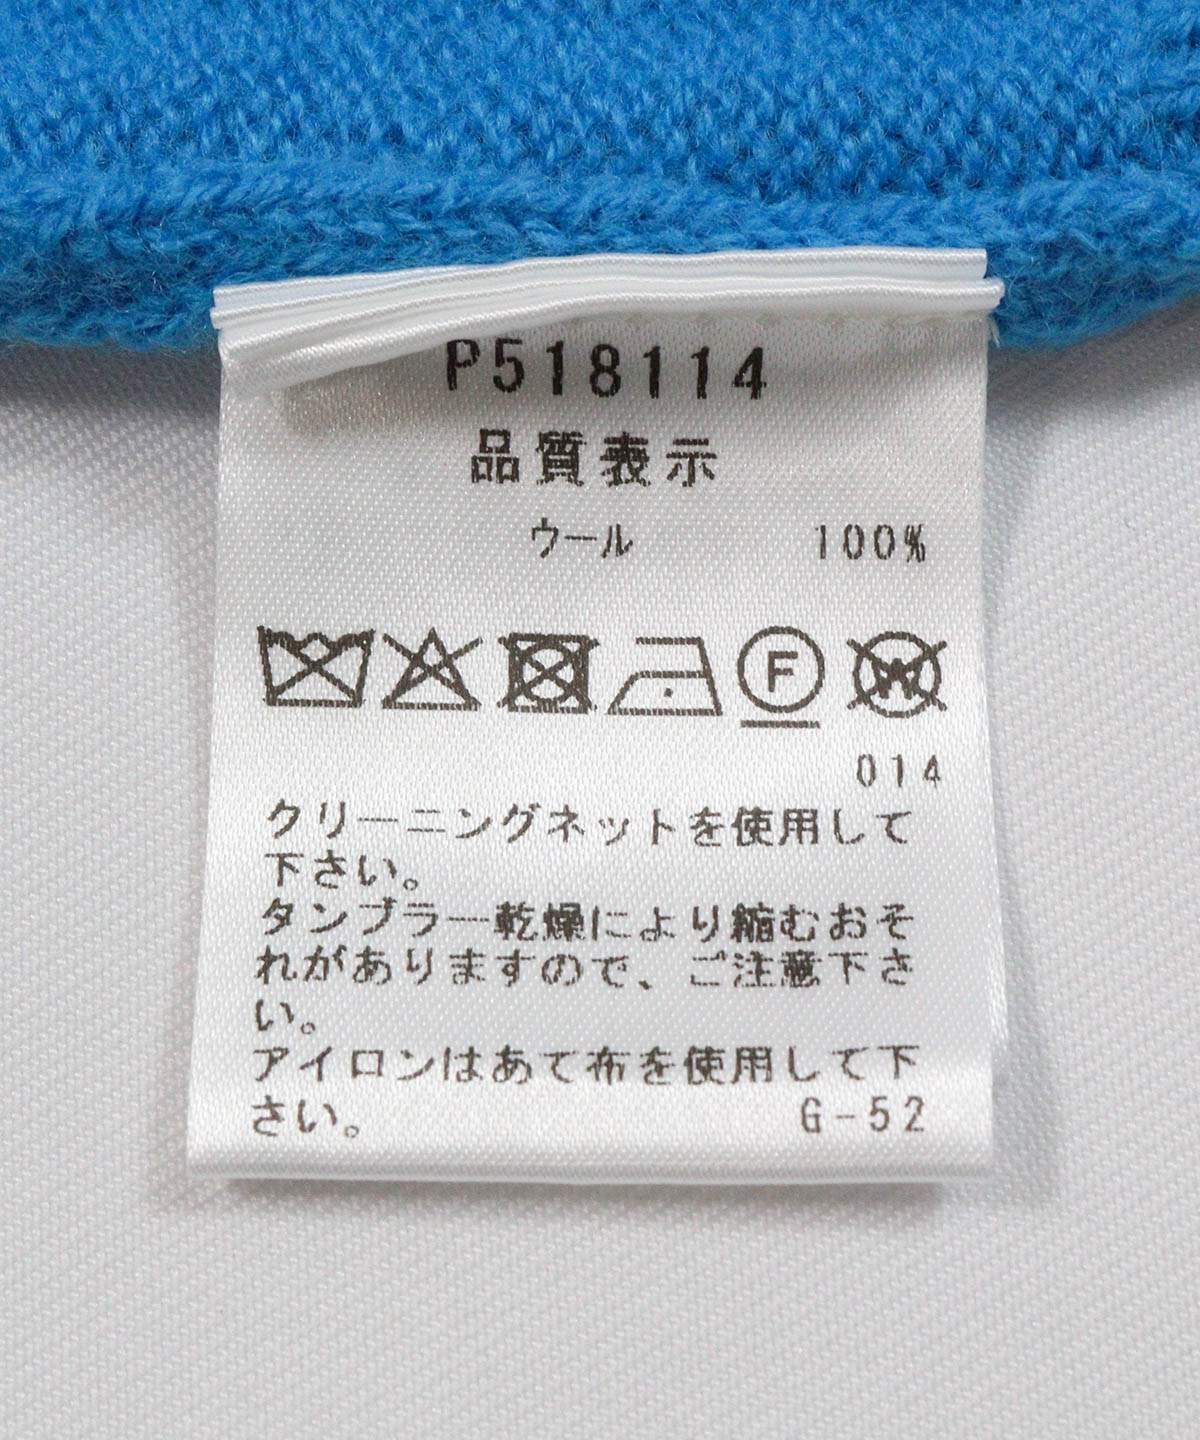 P518114
品質表示
ウール 100%
F
W
014
クリーニングネットを使用して
下さい。
タンブラー乾燥により縮むおそ
れがありますので、ご注意下さ
い。
アイロンはあて布を使用して下
さい。 G-52